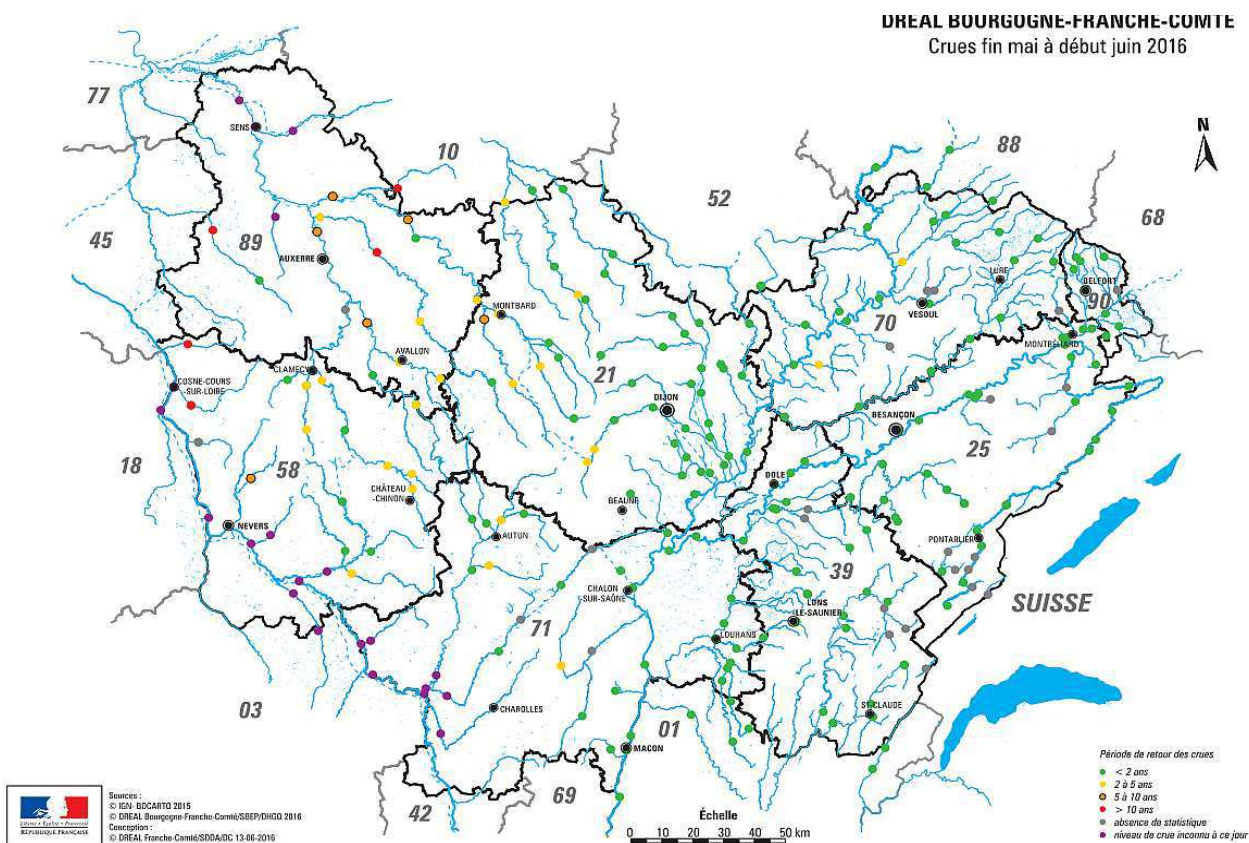 DREAL BOURGOGNE-FRANCHE-COMTE
Crues fin mai à début juin 2016
77
10
88
N
SENS
52
68
45
89
AUXERRE
LURE
BELFORT
90
MONTBARD
VESOUL
70
MONTBÉLIARD
AVALLON
CLAMECY
21
COSNE-COURS
-SUR-LOIRE
DIJON
BESANÇON
25
18
58
DOLE
CHÂTEAU
-CHINON
BEAUNE
NEVERS
AUTUN
PONTARLIER
39
CHALON
-SUR-SAÔNE
LONS
LE-SAUNIER
SUISSE
71
LOUHANS
03
CHAROLLES
ST-CLAUDE
01
MACON
42
69
Période de retour des crues
< 2 ans
2 à 5 ans
5 à 10 ans
> 10 ans
absence de statistique
niveau de crue inconnu à ce jour
Échelle
0 10 20 30 40 50 km
Liberté • Égalité • Fraternité
RÉPUBLIQUE FRANÇAISE
Sources :
© IGN- BDCARTO 2015
© DREAL Bourgogne-Franche-Comté/SBEP/DHGO 2016
Conception :
© DREAL Franche-Comté/SDDA/DC 13-06-2016